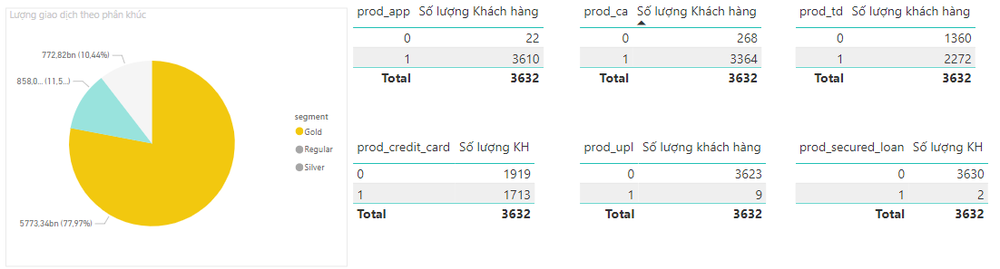 Lượng giao dịch theo phân khúc
772,82bn (10,44%)
858,0... (11,5...)
5773,34bn (77,97%)
segment
Gold
Regular
Silver
prod_app Số lượng Khách hàng
0 22
1 3610
Total 3632
prod_ca Số lượng Khách hàng
0 268
1 3364
Total 3632
prod_td Số lượng khách hàng
0 1360
1 2272
Total 3632
prod_credit_card Số lượng KH
0 1919
1 1713
Total 3632
prod_upl Số lượng khách hàng
0 3623
1 9
Total 3632
prod_secured_loan Số lượng KH
0 3630
1 2
Total 3632